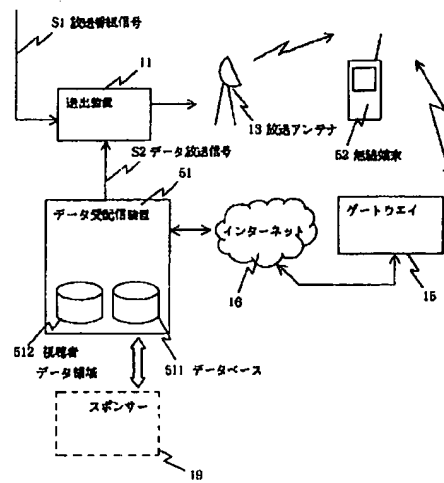 S1 放送番組信号
11
送出装置
13 放送アンテナ
52 無線端末
S2 データ放送信号
51
データ受配信装置
インターネット
16
ゲートウエイ
15
512 視聴者
データ領域
511 データベース
スポンサー
19